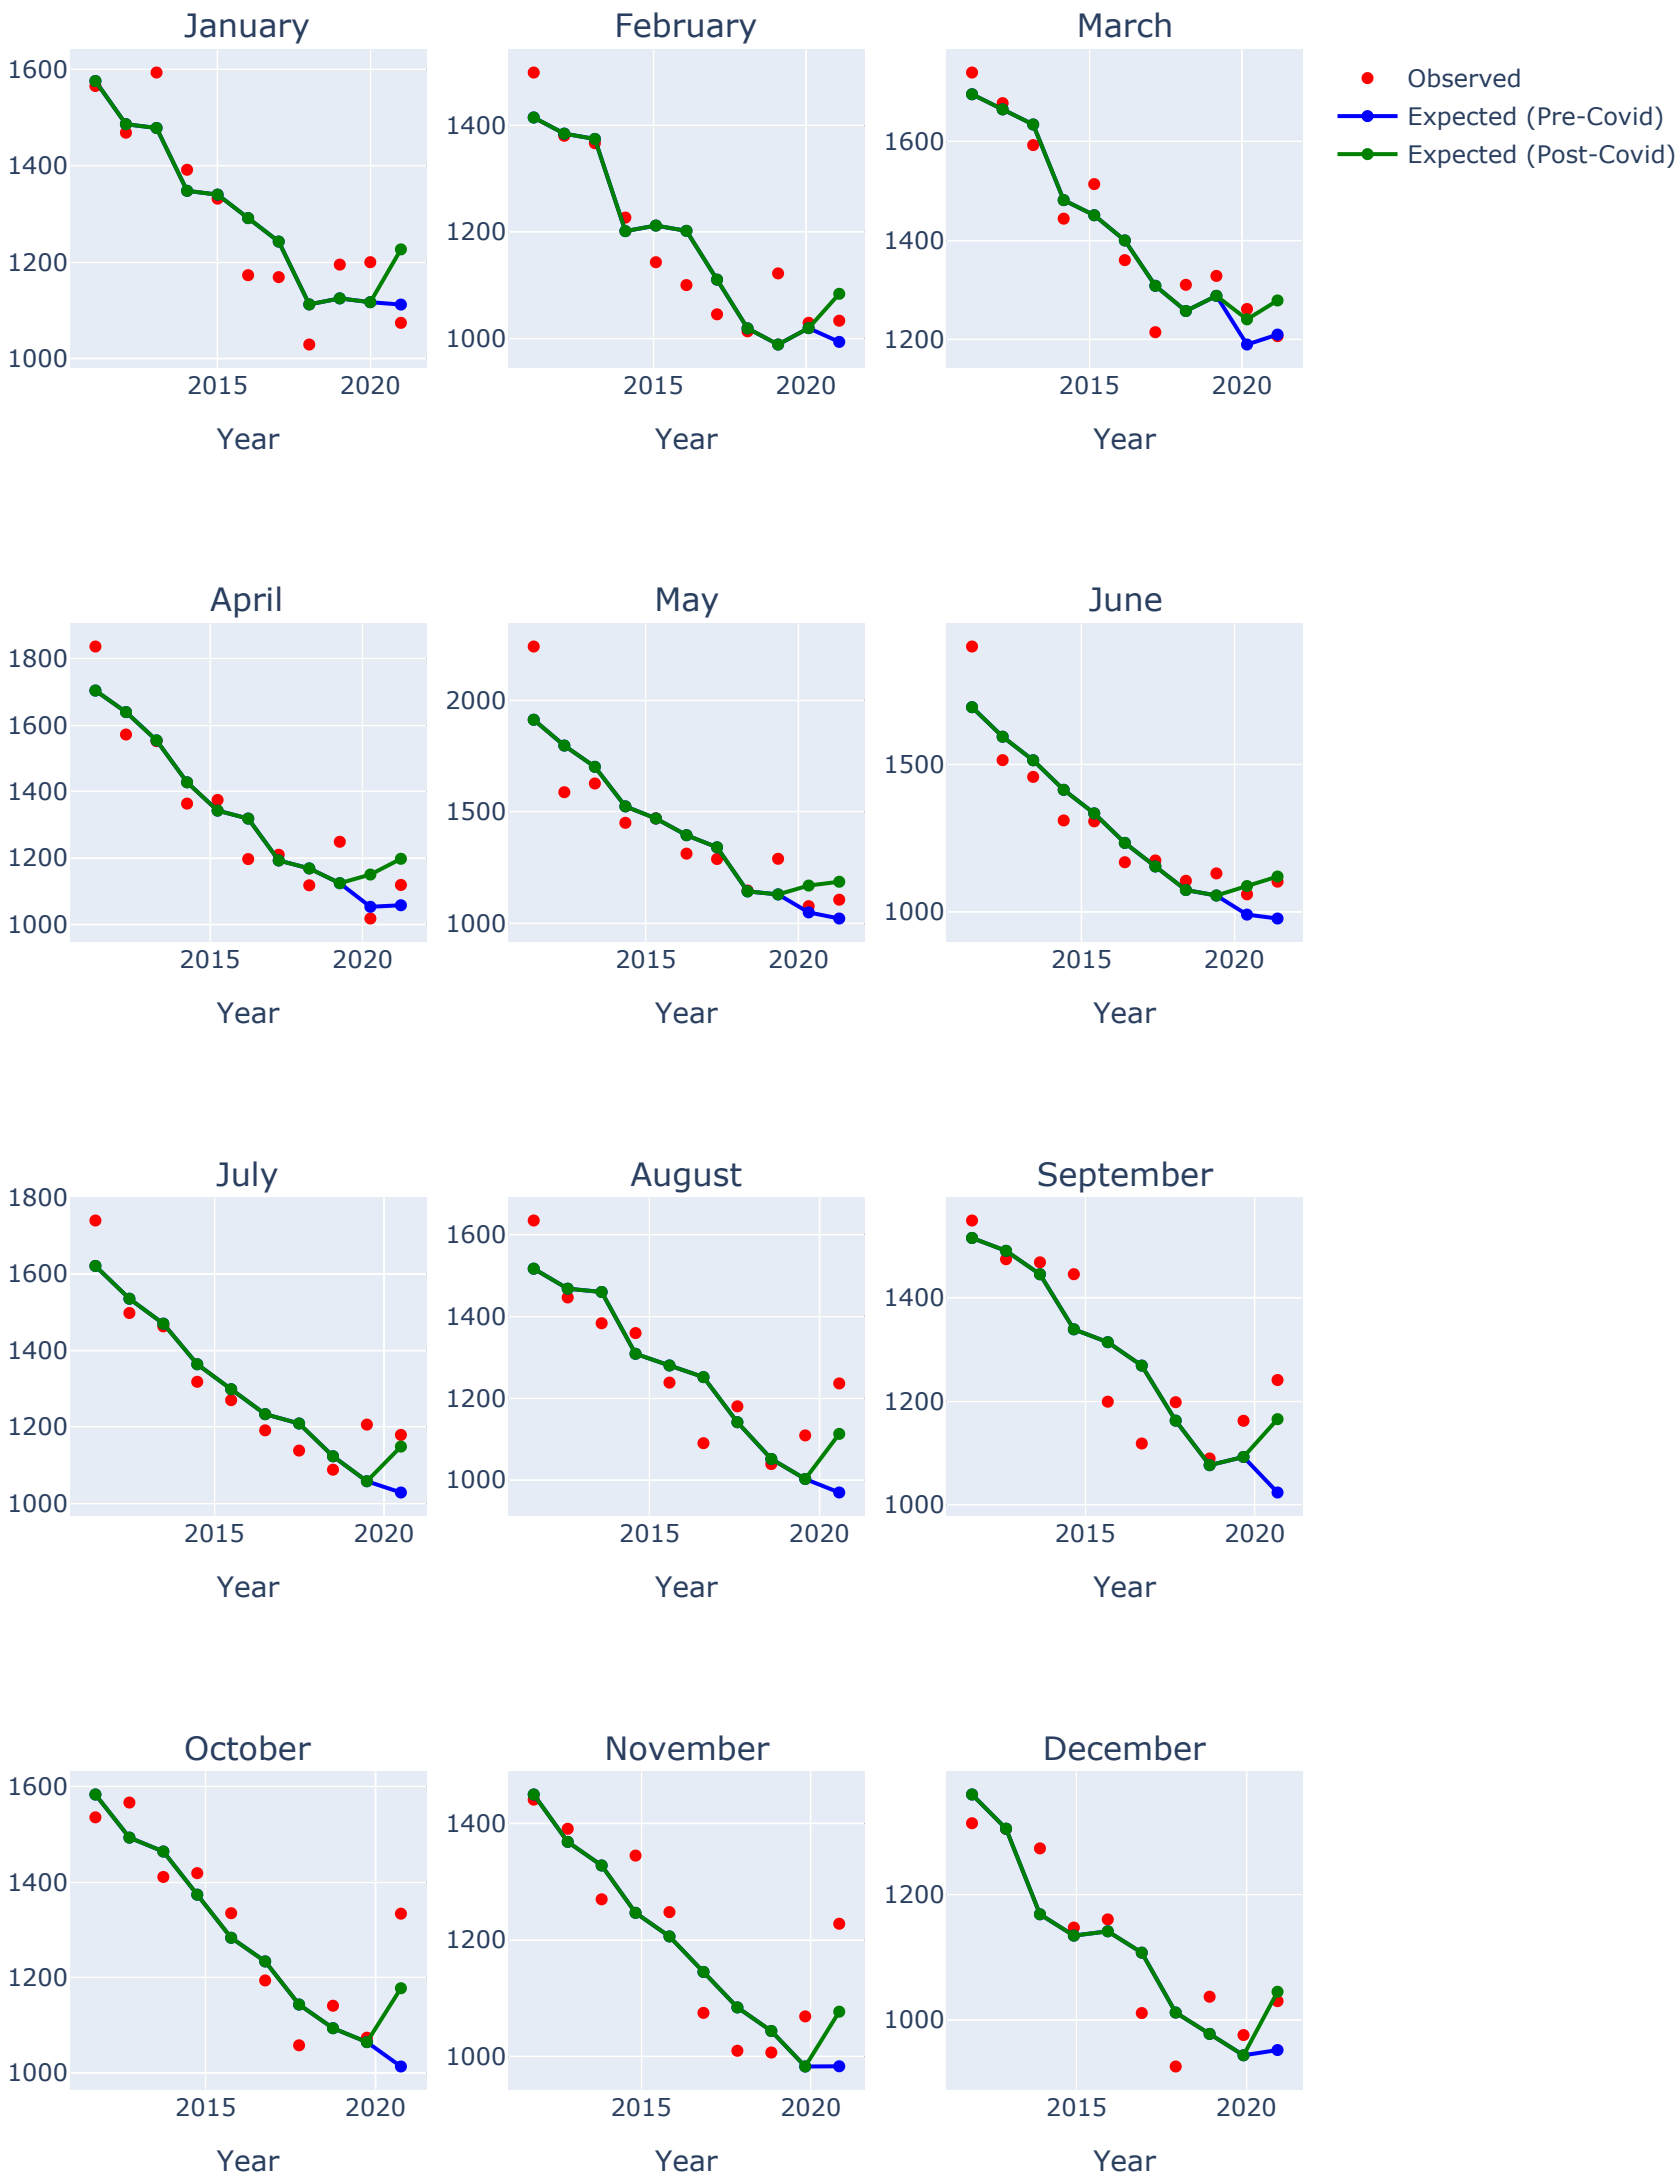 January
February
March
1600
1400
1200
1000
2015
2020
Year
1400
1200
1000
2015
2020
Year
1600
1400
1200
2015
2020
Year
Observed
Expected (Pre-Covid)
Expected (Post-Covid)
April
May
June
1800
1600
1400
1200
1000
2015
2020
Year
2000
1500
1000
2015
2020
Year
1500
1000
2015
2020
Year
July
August
September
1800
1600
1400
1200
1000
2015
2020
Year
1600
1400
1200
1000
2015
2020
Year
1400
1200
1000
2015
2020
Year
October
November
December
1600
1400
1200
1000
2015
2020
Year
1400
1200
1000
2015
2020
Year
1200
1000
2015
2020
Year